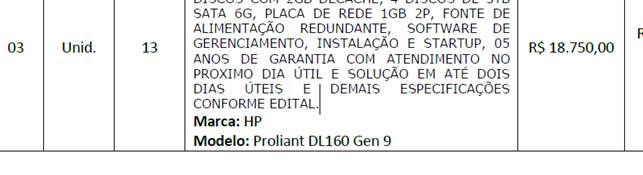 DISCOS COM 2GB DECACHE, 4 DISCOS DE 3TB
SATA 6G, PLACA DE REDE 1GB 2P, FONTE DE
ALIMENTAÇÃO REDUNDANTE, SOFTWARE DE
GERENCIAMENTO, INSTALAÇÃO E STARTUP, 05
03 Unid. 13 ANOS DE GARANTIA COM ATENDIMENTO NO R$ 18.750,00
PROXIMO DIA ÚTIL E SOLUÇÃO EM ATÉ DOIS
DIAS ÚTEIS E DEMAIS ESPECIFICAÇÕES
CONFORME EDITAL.
Marca: HP
Modelo: Proliant DL160 Gen 9